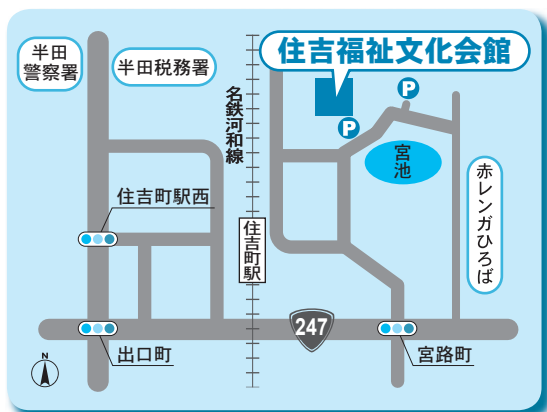 住吉福祉文化会館
半田
警察署
半田税務署
名鉄河和線
P
P
宮池
赤レンガひろば
住吉町駅西
住吉町駅
247
出口町
宮路町
N